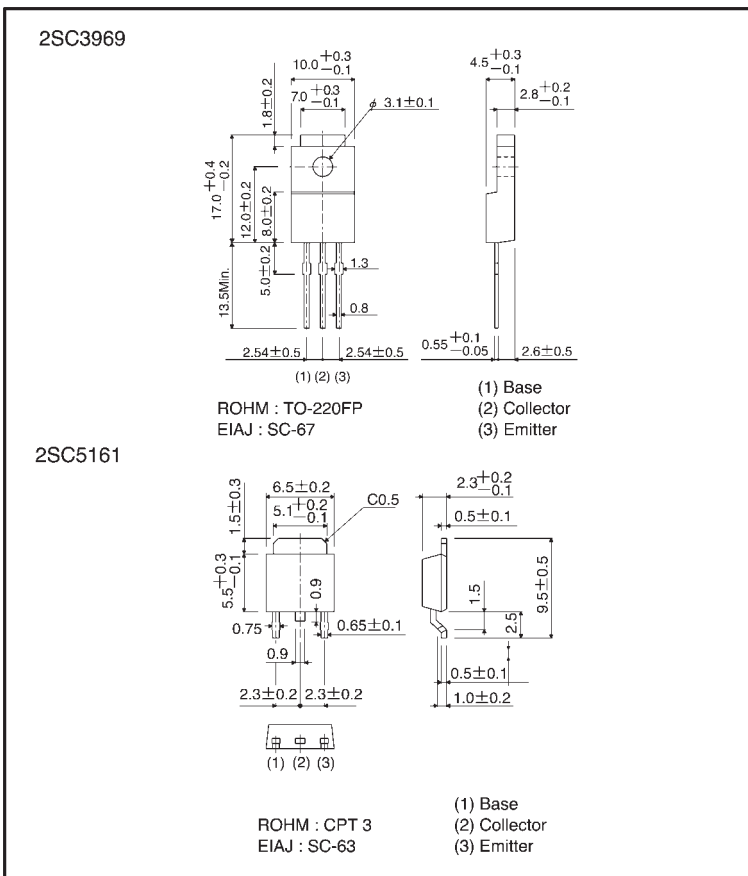 2SC3969
10.0 +0.3 −0.1
7.0 +0.3 −0.1
ϕ 3.1±0.1
1.8±0.2
17.0 +0.4 −0.2
12.0±0.2
8.0±0.2
5.0±0.2
13.5Min.
1.3
0.8
2.54±0.5 2.54±0.5
(1) (2) (3)
4.5 +0.3 −0.1
2.8 +0.2 −0.1
0.55 +0.1 −0.05
2.6±0.5
ROHM : TO-220FP
EIAJ : SC-67
(1) Base
(2) Collector
(3) Emitter
2SC5161
6.5±0.2
5.1 +0.2 −0.1
C0.5
1.5±0.3
5.5 +0.3 −0.1
0.9
0.75
0.65±0.1
0.9
2.3±0.2 2.3±0.2
(1) (2) (3)
2.3 +0.2 −0.1
0.5±0.1
9.5±0.5
1.5
2.5
0.5±0.1
1.0±0.2
ROHM : CPT 3
EIAJ : SC-63
(1) Base
(2) Collector
(3) Emitter